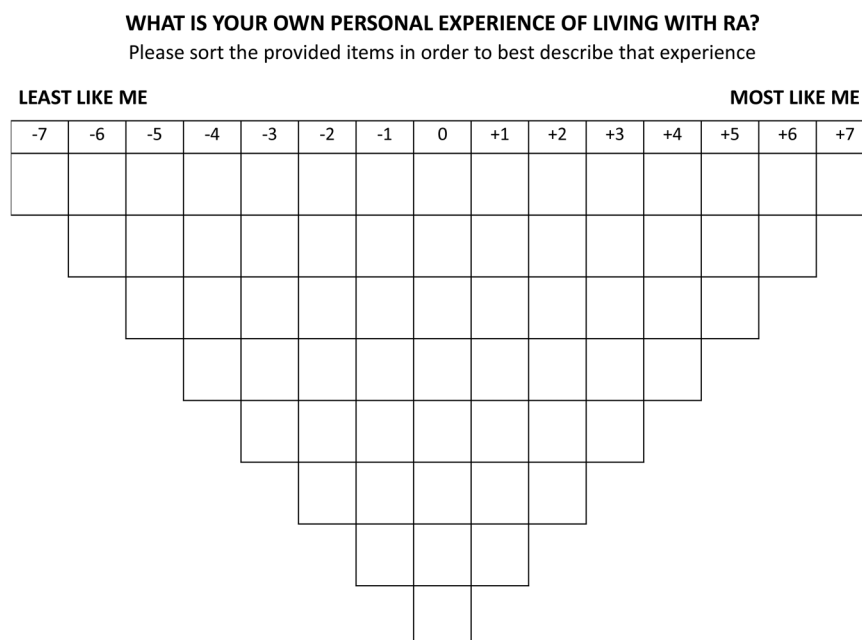 WHAT IS YOUR OWN PERSONAL EXPERIENCE OF LIVING WITH RA?
Please sort the provided items in order to best describe that experience
LEAST LIKE ME MOST LIKE ME
-7 -6 -5 -4 -3 -2 -1 0 +1 +2 +3 +4 +5 +6 +7